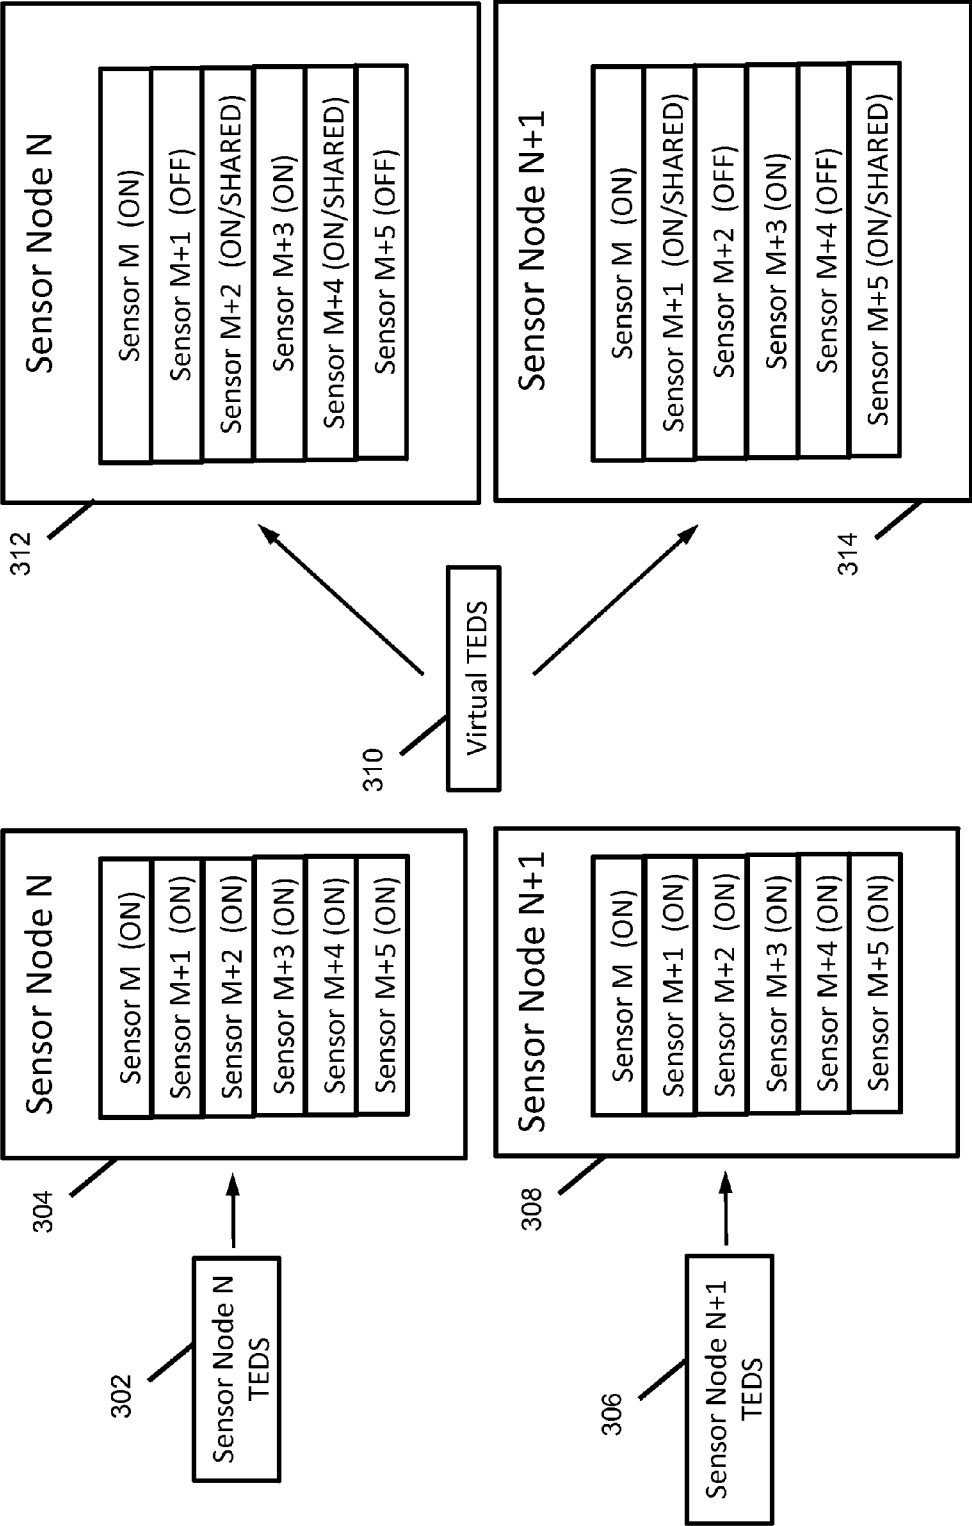 Sensor Node N
TEDS
302
304
Sensor Node N
Sensor M (ON)
Sensor M+1 (ON)
Sensor M+2 (ON)
Sensor M+3 (ON)
Sensor M+4 (ON)
Sensor M+5 (ON)
Sensor Node N+1
TEDS
306
308
Sensor Node N+1
Sensor M (ON)
Sensor M+1 (ON)
Sensor M+2 (ON)
Sensor M+3 (ON)
Sensor M+4 (ON)
Sensor M+5 (ON)
310
Virtual TEDS
312
Sensor Node N
Sensor M (ON)
Sensor M+1 (OFF)
Sensor M+2 (ON/SHARED)
Sensor M+3 (ON)
Sensor M+4 (ON/SHARED)
Sensor M+5 (OFF)
314
Sensor Node N+1
Sensor M (ON)
Sensor M+1 (ON/SHARED)
Sensor M+2 (OFF)
Sensor M+3 (ON)
Sensor M+4 (OFF)
Sensor M+5 (ON/SHARED)